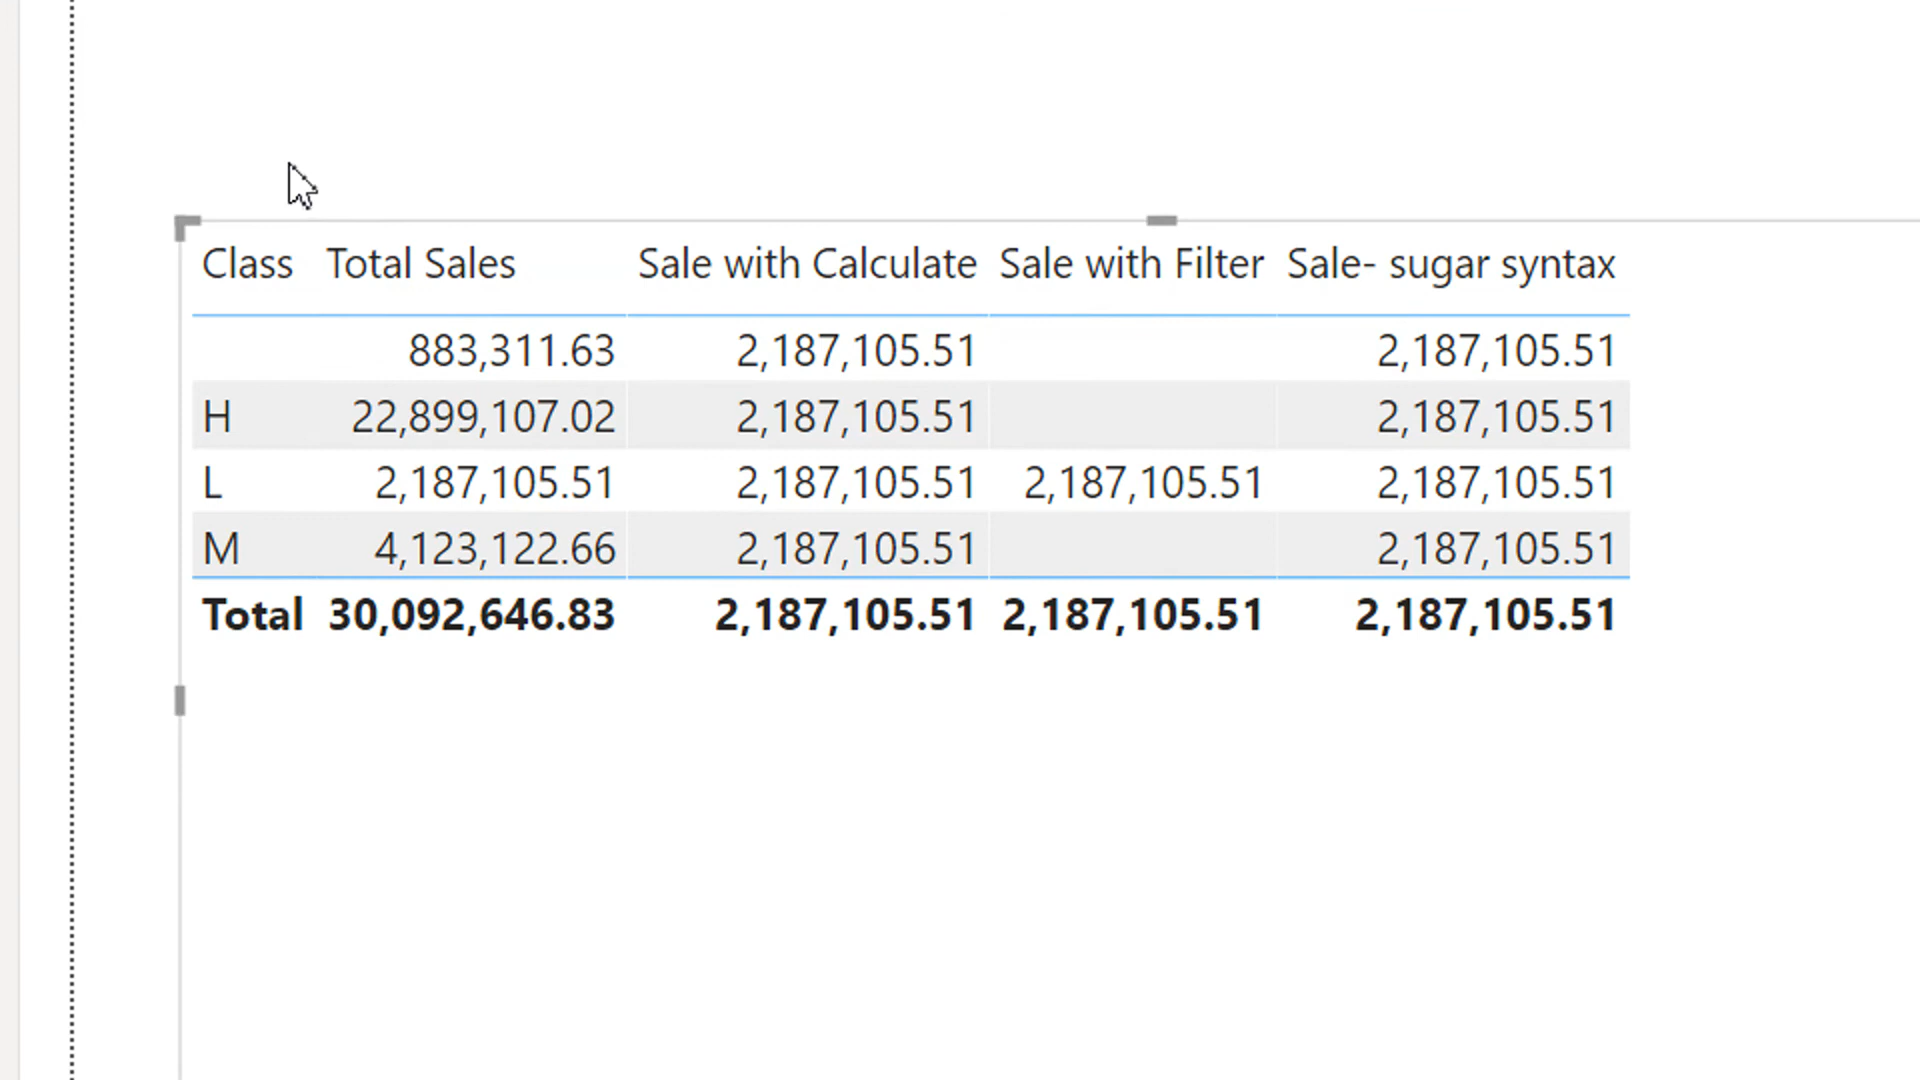 Class Total Sales Sale with Calculate Sale with Filter Sale- sugar syntax
883,311.63 2,187,105.51 2,187,105.51
H 22,899,107.02 2,187,105.51 2,187,105.51
L 2,187,105.51 2,187,105.51 2,187,105.51 2,187,105.51
M 4,123,122.66 2,187,105.51 2,187,105.51
Total 30,092,646.83 2,187,105.51 2,187,105.51 2,187,105.51